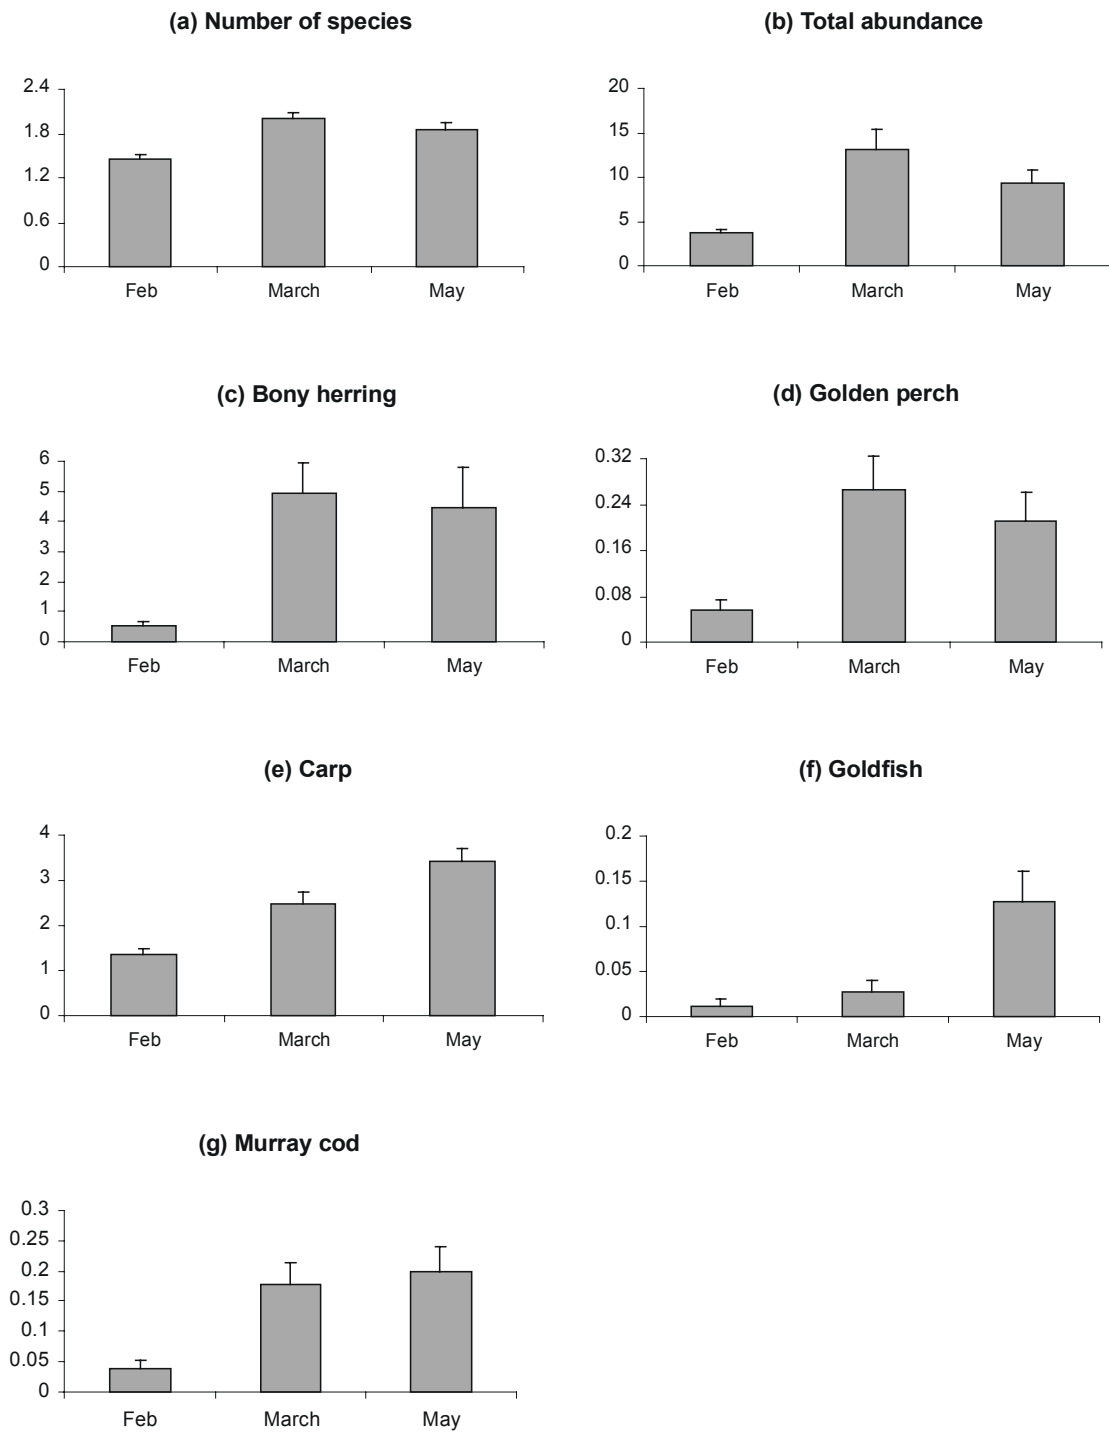 (a) Number of species
2.4
1.8
1.2
0.6
0
Feb March May
(b) Total abundance
20
15
10
5
0
Feb March May
(c) Bony herring
6
5
4
3
2
1
0
Feb March May
(d) Golden perch
0.32
0.24
0.16
0.08
0
Feb March May
(e) Carp
4
3
2
1
0
Feb March May
(f) Goldfish
0.2
0.15
0.1
0.05
0
Feb March May
(g) Murray cod
0.3
0.25
0.2
0.15
0.1
0.05
0
Feb March May